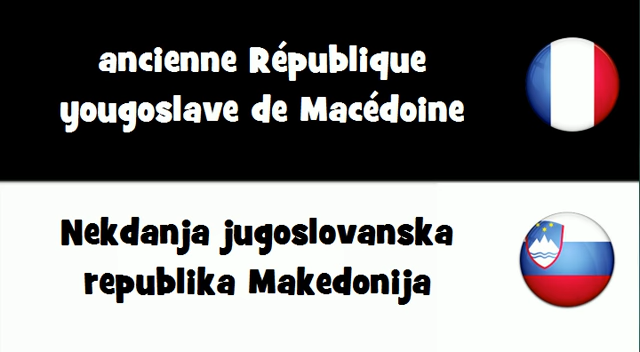 ancienne République
yougoslave de Macédoine
Nekdanja jugoslovanska
republika Makedonija